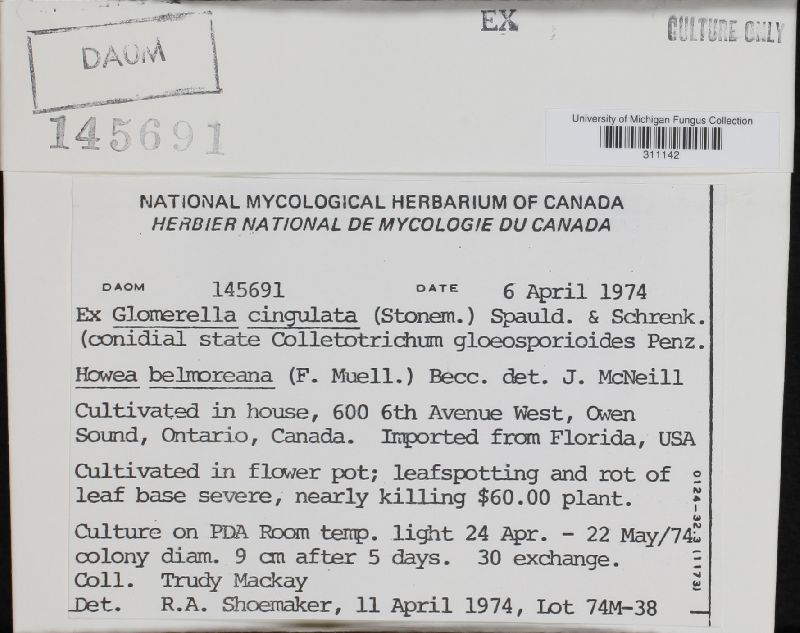 EX
CULTURE ONLY
DAOM
145691
University of Michigan Fungus Collection
311142
NATIONAL MYCOLOGICAL HERBARIUM OF CANADA
HERBIER NATIONAL DE MYCOLOGIE DU CANADA
DAOM 145691 DATE 6 April 1974
Ex Glomerella cingulata (Stonem.) Spauld. & Schrenk.
(conidial state Colletotrichum gloeosporioides Penz.
Howea belmoreana (F. Muell.) Becc. det. J. McNeill
Cultivated in house, 600 6th Avenue West, Owen
Sound, Ontario, Canada. Imported from Florida, USA
Cultivated in flower pot; leafspotting and rot of
leaf base severe, nearly killing $60.00 plant.
Culture on PDA Room temp. light 24 Apr. - 22 May/74
colony diam. 9 cm after 5 days. 30 exchange.
Coll. Trudy Mackay
Det. R.A. Shoemaker, 11 April 1974, Lot 74M-38
0124-32.3 (1173)